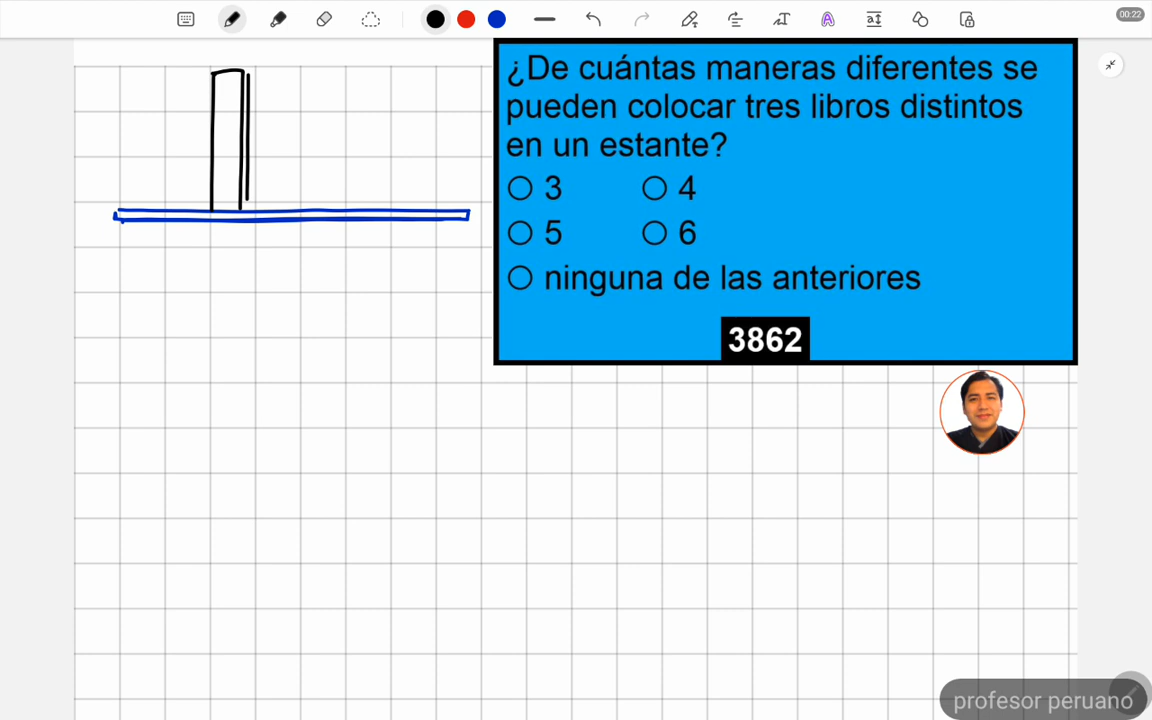 00:22
¿De cuántas maneras diferentes se
pueden colocar tres libros distintos
en un estante?
3 4
5 6
ninguna de las anteriores
3862
profesor peruano